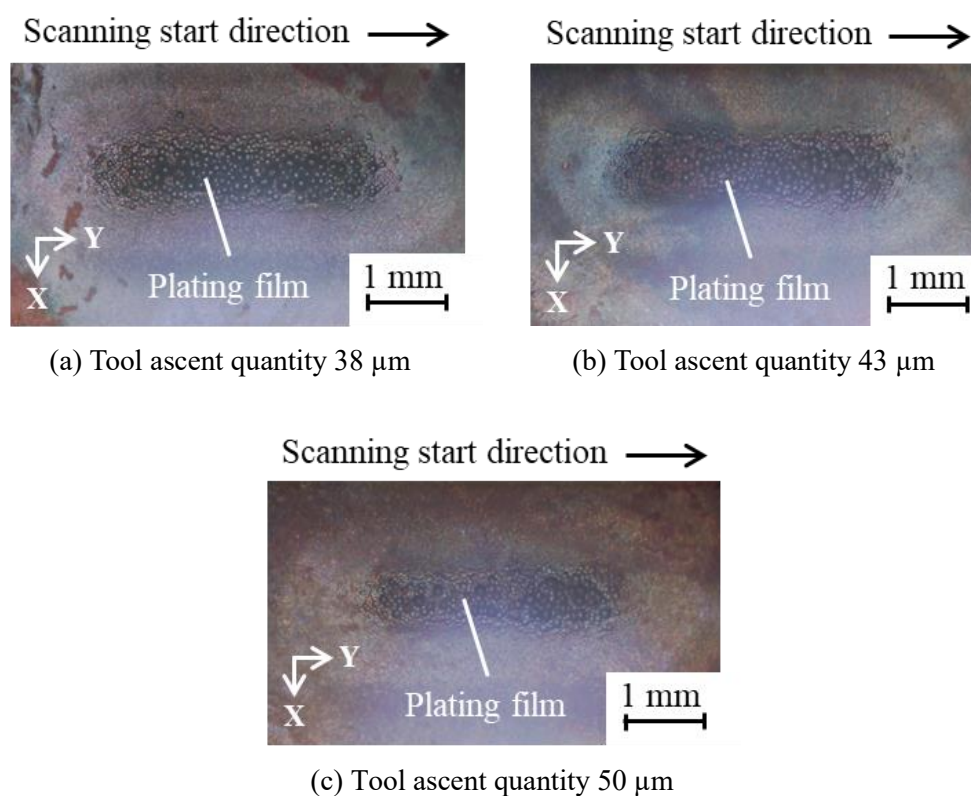 Scanning start direction
Scanning start direction
Y
X
Plating film
1 mm
Y
X
Plating film
1 mm
(a) Tool ascent quantity 38 µm
(b) Tool ascent quantity 43 µm
Scanning start direction
Y
X
Plating film
1 mm
(c) Tool ascent quantity 50 µm